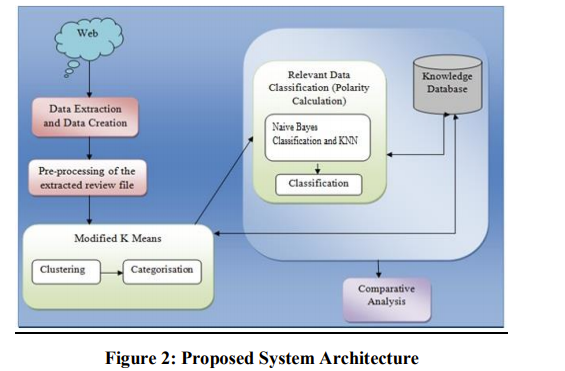 Web
Data Extraction
and Data Creation
Pre-processing of the
extracted review file
Modified K Means
Clustering
Categorisation
Relevant Data
Classification (Polarity
Calculation)
Naive Bayes
Classification and KNN
Classification
Knowledge
Database
Comparative
Analysis
Figure 2: Proposed System Architecture